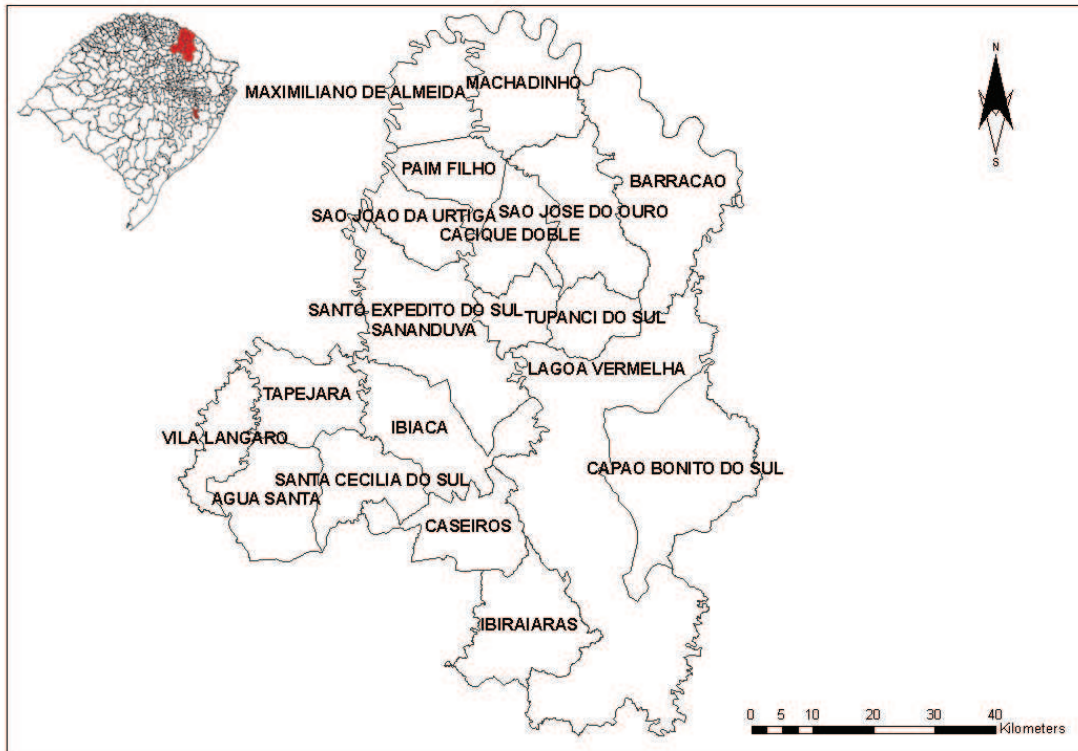 N
MACHADINHO
MAXIMILIANO DE ALMEIDA
S
PAIM FILHO
BARRACAO
SAO JOAO DA URTIGA
SAO JOSE DO OURO
CACIQUE DOBLE
SANTO EXPEDITO DO SUL
TUPANCI DO SUL
SANANDUVA
LAGOA VERMELHA
TAPEJARA
IBIACA
VILA LANGARO
CAPAO BONITO DO SUL
SANTA CECILIA DO SUL
AGUA SANTA
CASEIROS
IBIRAIARAS
0 5 10 20 30 40
Kilometers